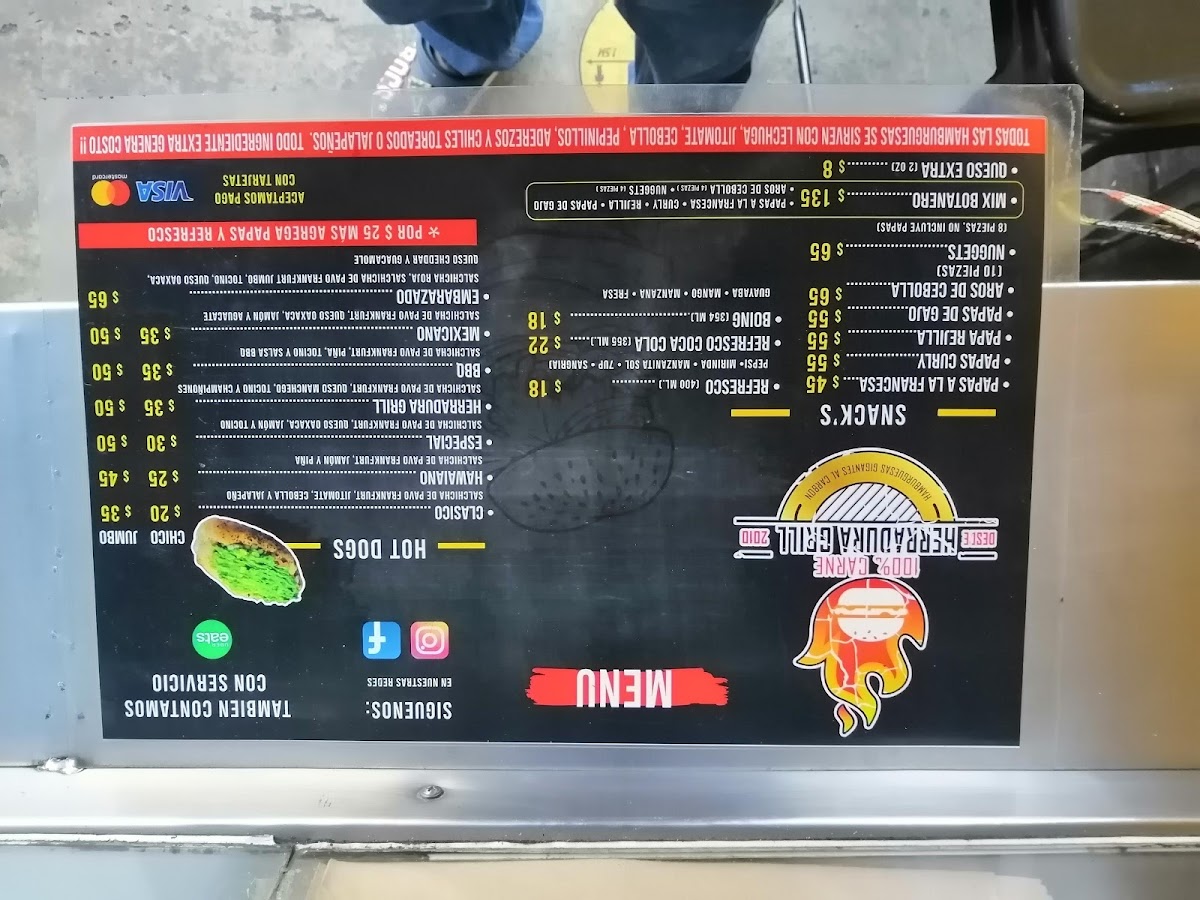 MENU
SIGUENOS:
EN NUESTRAS REDES
TAMBIEN CONTAMOS
CON SERVICIO
Uber
eats
100% CARNE
DESDE HERRADURA GRILL 2010
HAMBURGUESAS GIGANTES AL CARBON
SNACK'S
• PAPAS A LA FRANCESA.... $ 45
• PAPAS CURLY............... $ 55
• PAPA REJILLA............... $ 55
• PAPAS DE GAJO............ $ 55
• AROS DE CEBOLLA......... $ 65
(10 PIEZAS)
• NUGGETS................... $ 65
(8 PIEZAS, NO INCLUYE PAPAS)
• MIX BOTANERO............ $ 135
PAPAS A LA FRANCESA • CURLY • REJILLA • PAPAS DE GAJO
• AROS DE CEBOLLA (4 PIEZAS) • NUGGETS (4 PIEZAS)
• QUESO EXTRA (2 OZ)............ $ 8
• REFRESCO (400 ML.) ............ $ 18
PEPSI• MIRINDA • MANZANITA SOL • 7UP • SANGRIA)
• REFRESCO COCA COLA (355 ML.)..... $ 22
• BOING (354 ML.)..................... $ 18
GUAYABA • MANGO • MANZANA • FRESA
HOT DOGS
CHICO JUMBO
• CLASICO........................ $ 20 $ 35
SALCHICHA DE PAVO FRANKFURT, JITOMATE, CEBOLLA Y JALAPEÑO
• HAWAIANO........................ $ 25 $ 45
SALCHICHA DE PAVO FRANKFURT, JAMÓN Y PIÑA
• ESPECIAL........................ $ 30 $ 50
SALCHICHA DE PAVO FRANKFURT, QUESO OAXACA, JAMÓN Y TOCINO
• HERRADURA GRILL................. $ 35 $ 50
SALCHICHA DE PAVO FRANKFURT, QUESO MANCHEGO, TOCINO Y CHAMPIÑONES
• BBQ............................. $ 35 $ 50
SALCHICHA DE PAVO FRANKFURT, PIÑA, TOCINO Y SALSA BBQ
• MEXICANO........................ $ 35 $ 50
SALCHICHA DE PAVO FRANKFURT, QUESO OAXACA, JAMÓN Y AGUACATE
• EMBARAZADO...................... $ 65
SALCHICHA ROJA, SALCHICHA DE PAVO FRANKFURT JUMBO, TOCINO, QUESO OAXACA,
QUESO CHEDDAR Y GUACAMOLE
* POR $ 25 MÁS AGREGA PAPAS Y REFRESCO
ACEPTAMOS PAGO
CON TARJETAS
VISA
mastercard
TODAS LAS HAMBURGUESAS SE SIRVEN CON LECHUGA, JITOMATE, CEBOLLA, PEPINILLOS, ADEREZOS Y CHILES TOREADOS O JALAPEÑOS. TODO INGREDIENTE EXTRA GENERA COSTO !!
1.5M